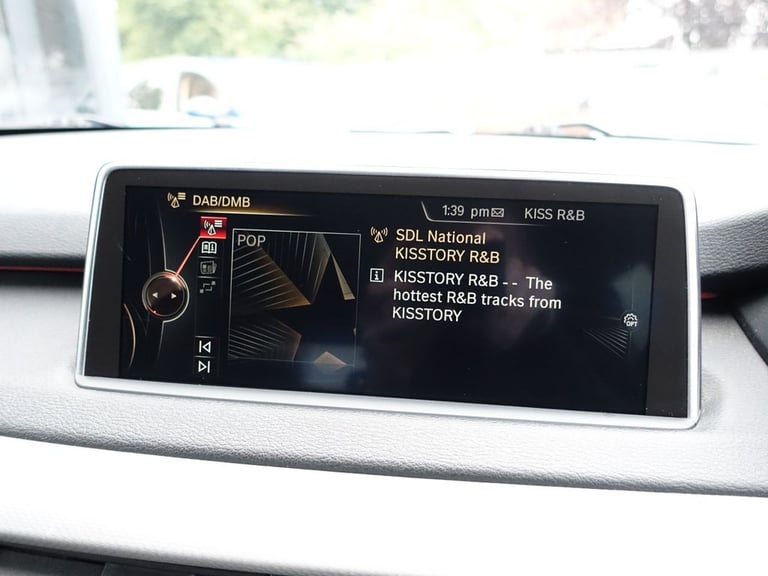 DAB/DMB
1:39 pm
KISS R&B
POP
SDL National
KISSTORY R&B
KISSTORY R&B - - The
hottest R&B tracks from
KISSTORY
OPT